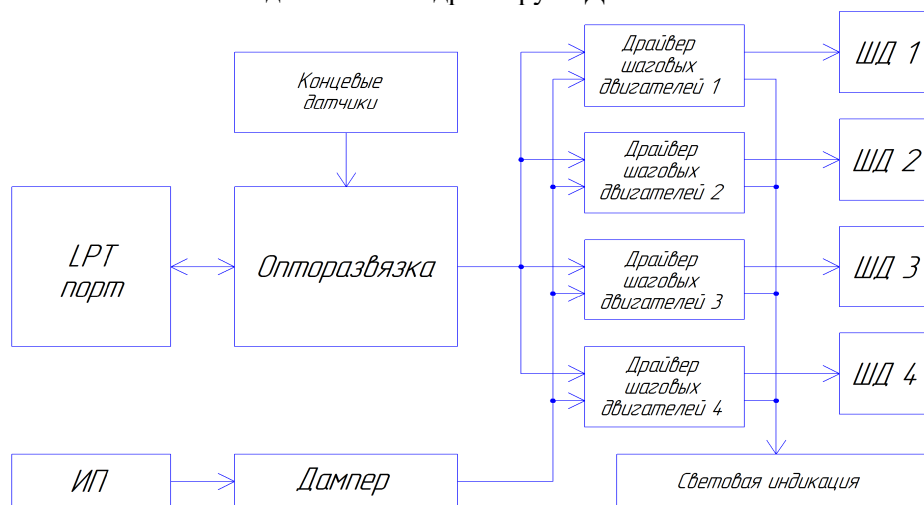 Концевые
датчики
Драйвер
шаговых
двигателей 1
ШД 1
Драйвер
шаговых
двигателей 2
ШД 2
LPT
порт
Опторазвязка
Драйвер
шаговых
двигателей 3
ШД 3
Драйвер
шаговых
двигателей 4
ШД 4
ИП
Дампер
Световая индикация